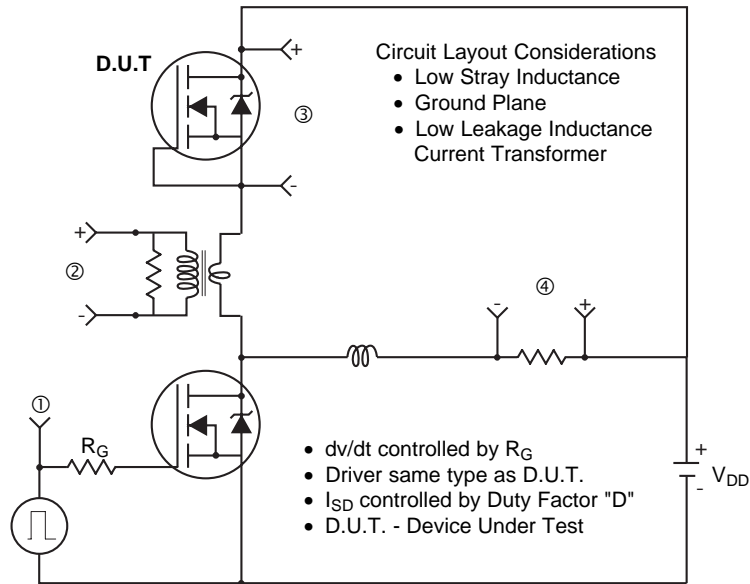 D.U.T
+
-
③
Circuit Layout Considerations
• Low Stray Inductance
• Ground Plane
• Low Leakage Inductance
Current Transformer
+
②
-
④
-
+
①
R_G
• dv/dt controlled by R_G
• Driver same type as D.U.T.
• I_SD controlled by Duty Factor "D"
• D.U.T. - Device Under Test
+
V_DD
-